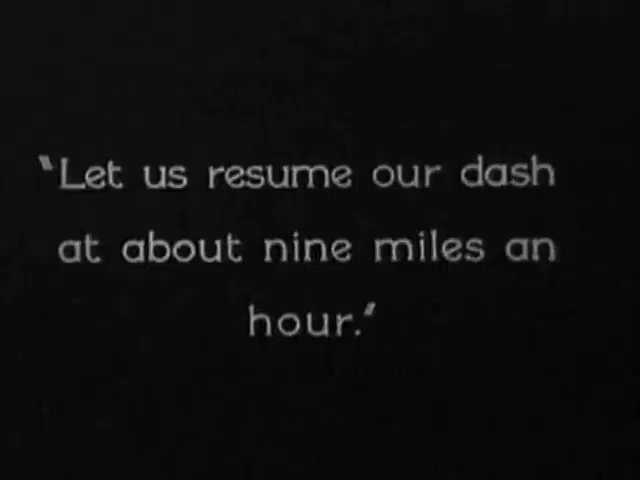 "Let us resume our dash
at about nine miles an
hour."